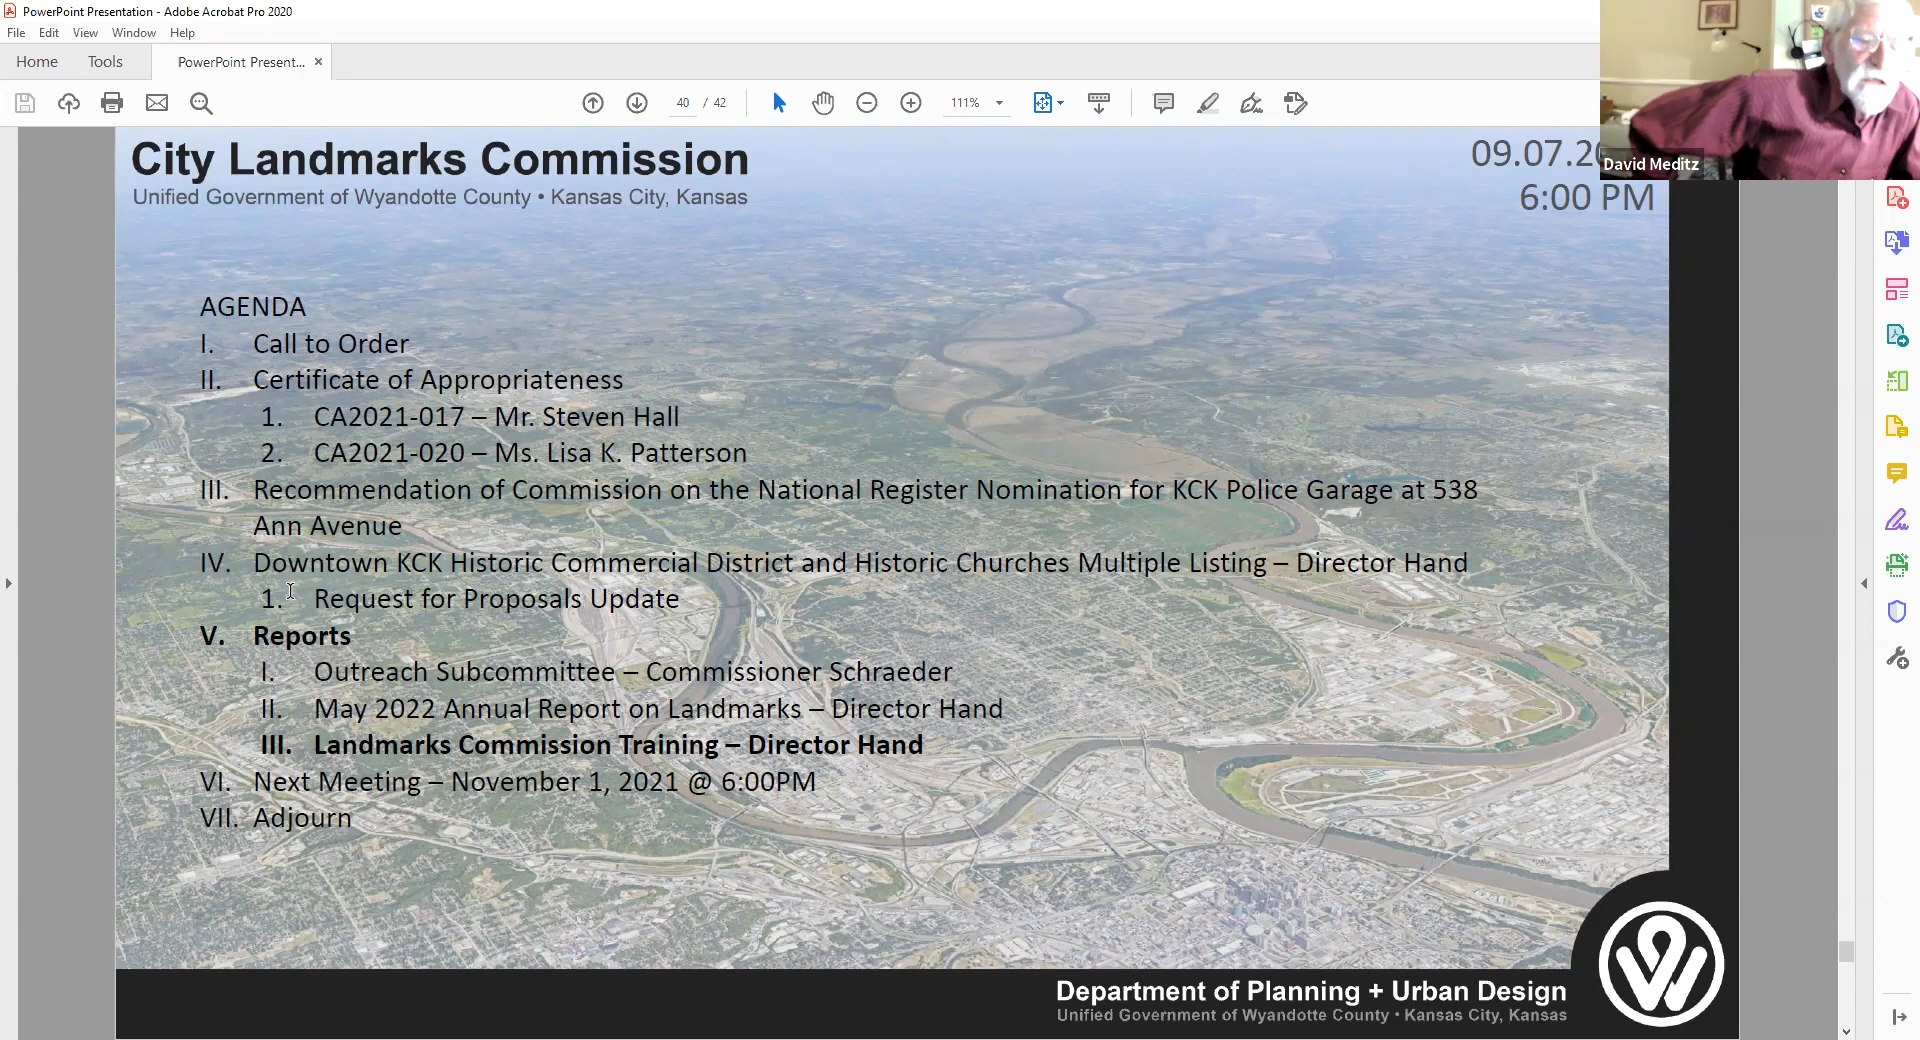 PowerPoint Presentation - Adobe Acrobat Pro 2020
File Edit View Window Help
Home Tools PowerPoint Present... ×
40 / 42 111%
David Meditz
City Landmarks Commission
Unified Government of Wyandotte County • Kansas City, Kansas
09.07.2
6:00 PM
AGENDA
I. Call to Order
II. Certificate of Appropriateness
1. CA2021-017 – Mr. Steven Hall
2. CA2021-020 – Ms. Lisa K. Patterson
III. Recommendation of Commission on the National Register Nomination for KCK Police Garage at 538
Ann Avenue
IV. Downtown KCK Historic Commercial District and Historic Churches Multiple Listing – Director Hand
1. Request for Proposals Update
V. Reports
I. Outreach Subcommittee – Commissioner Schraeder
II. May 2022 Annual Report on Landmarks – Director Hand
III. Landmarks Commission Training – Director Hand
VI. Next Meeting – November 1, 2021 @ 6:00PM
VII. Adjourn
Department of Planning + Urban Design
Unified Government of Wyandotte County • Kansas City, Kansas